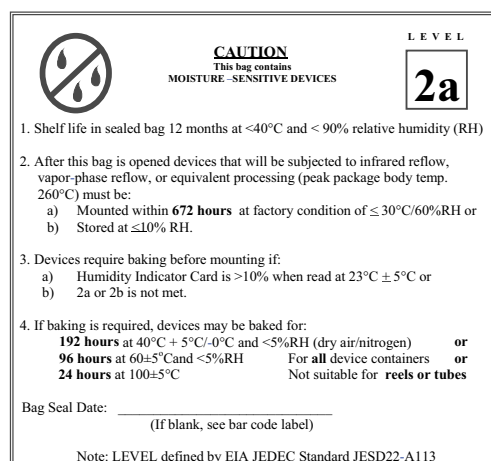 LEVEL
CAUTION
This bag contains
MOISTURE –SENSITIVE DEVICES
2a
1. Shelf life in sealed bag 12 months at <40°C and < 90% relative humidity (RH)
2. After this bag is opened devices that will be subjected to infrared reflow,
vapor-phase reflow, or equivalent processing (peak package body temp.
260°C) must be:
a) Mounted within 672 hours at factory condition of ≤ 30°C/60%RH or
b) Stored at ≤10% RH.
3. Devices require baking before mounting if:
a) Humidity Indicator Card is >10% when read at 23°C ± 5°C or
b) 2a or 2b is not met.
4. If baking is required, devices may be baked for:
192 hours at 40°C + 5°C/-0°C and <5%RH (dry air/nitrogen) or
96 hours at 60±5°Cand <5%RH For all device containers or
24 hours at 100±5°C Not suitable for reels or tubes
Bag Seal Date: ______________________________
(If blank, see bar code label)
Note: LEVEL defined by EIA JEDEC Standard JESD22-A113